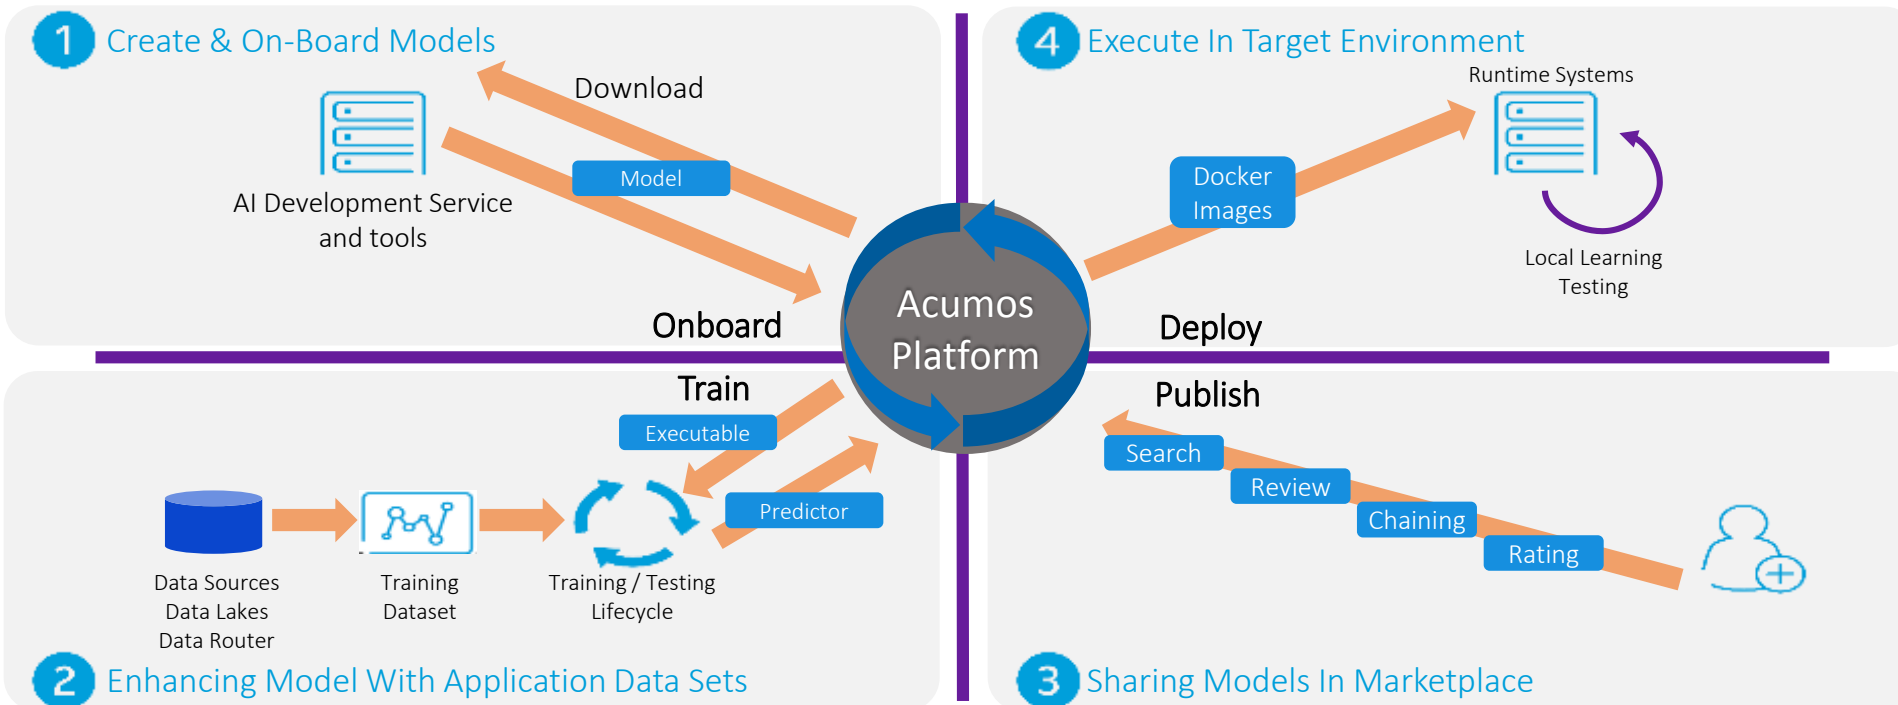 1 Create & On-Board Models
Download
Model
AI Development Service
and tools
Onboard
4 Execute In Target Environment
Runtime Systems
Docker
Images
Local Learning
Testing
Deploy
Acumos
Platform
Train
Executable
Predictor
Data Sources
Data Lakes
Data Router
Training
Dataset
Training / Testing
Lifecycle
2 Enhancing Model With Application Data Sets
Publish
Search
Review
Chaining
Rating
3 Sharing Models In Marketplace